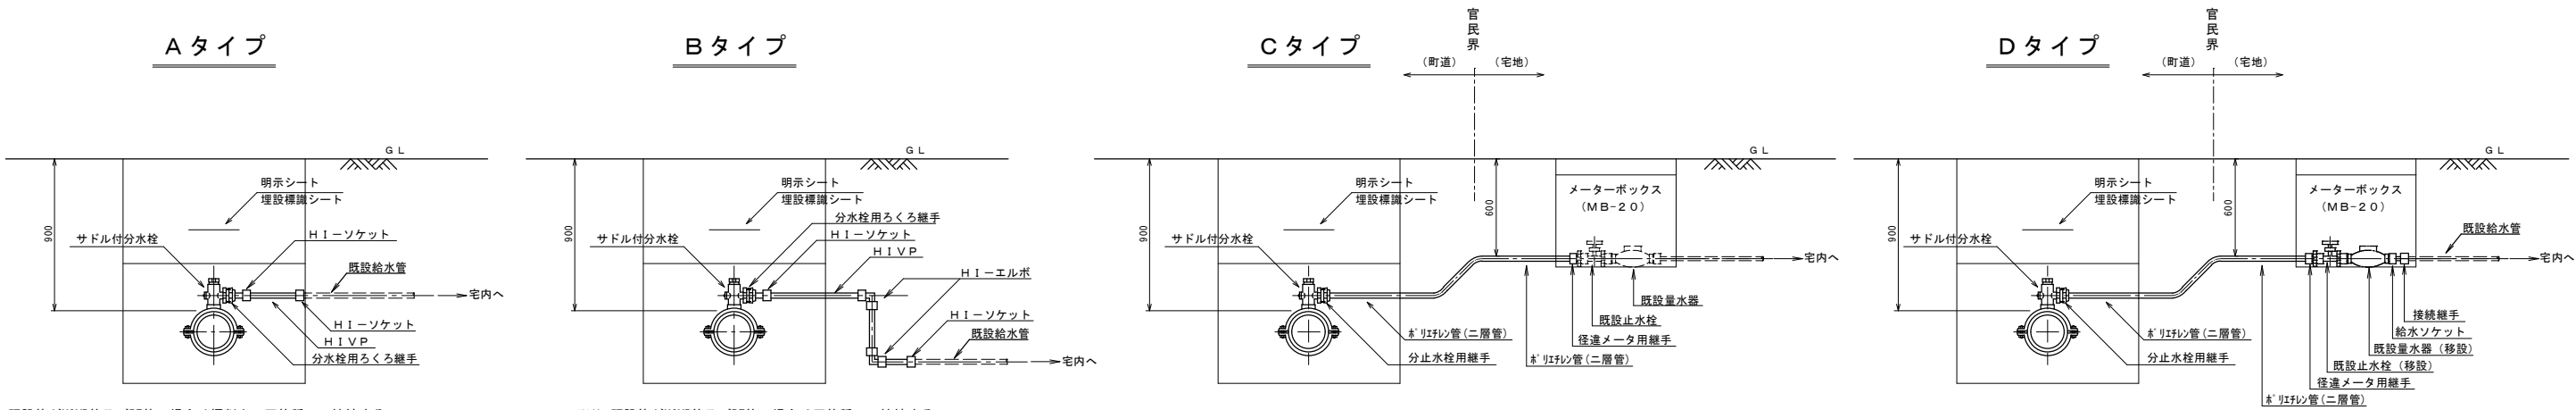 Aタイプ
GL
900
明示シート
埋設標識シート
サドル付分水栓
HI-ソケット
既設給水管
宅内へ
HI-ソケット
HIVP
分水栓用ろくろ継手
Bタイプ
GL
900
明示シート
埋設標識シート
分水栓用ろくろ継手
サドル付分水栓
HI-ソケット
HIVP
HI-エルボ
HI-ソケット
既設給水管
宅内へ
Cタイプ
官民界
(町道)
(宅地)
GL
900
600
明示シート
埋設標識シート
メーターボックス
(MB-20)
サドル付分水栓
宅内へ
既設量水器
既設止水栓
ポリエチレン管(二層管)
径違メータ用継手
分止水栓用継手
ポリエチレン管(二層管)
Dタイプ
官民界
(町道)
(宅地)
GL
900
600
明示シート
埋設標識シート
メーターボックス
(MB-20)
既設給水管
サドル付分水栓
宅内へ
接続継手
ポリエチレン管(二層管)
給水ソケット
既設量水器(移設)
分止水栓用継手
既設止水栓(移設)
径違メータ用継手
ポリエチレン管(二層管)